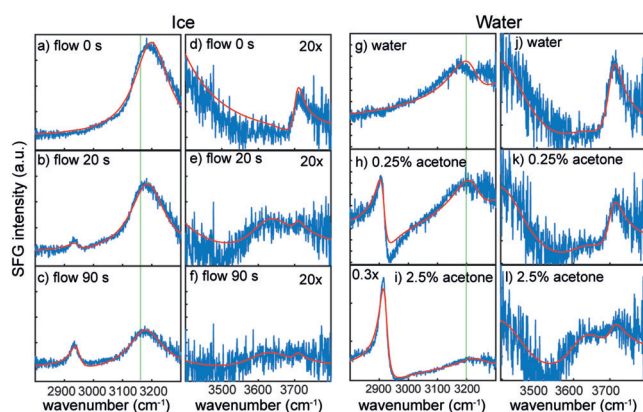 Ice
Water
a) flow 0 s
d) flow 0 s 20x
g) water
j) water
b) flow 20 s
e) flow 20 s 20x
h) 0.25% acetone
k) 0.25% acetone
c) flow 90 s
f) flow 90 s 20x
0.3x i) 2.5% acetone
l) 2.5% acetone
SFG intensity (a.u.)
2900 3000 3100 3200
3500 3600 3700
2900 3000 3100 3200
3500 3600 3700
wavenumber (cm⁻¹)
wavenumber (cm⁻¹)
wavenumber (cm⁻¹)
wavenumber (cm⁻¹)